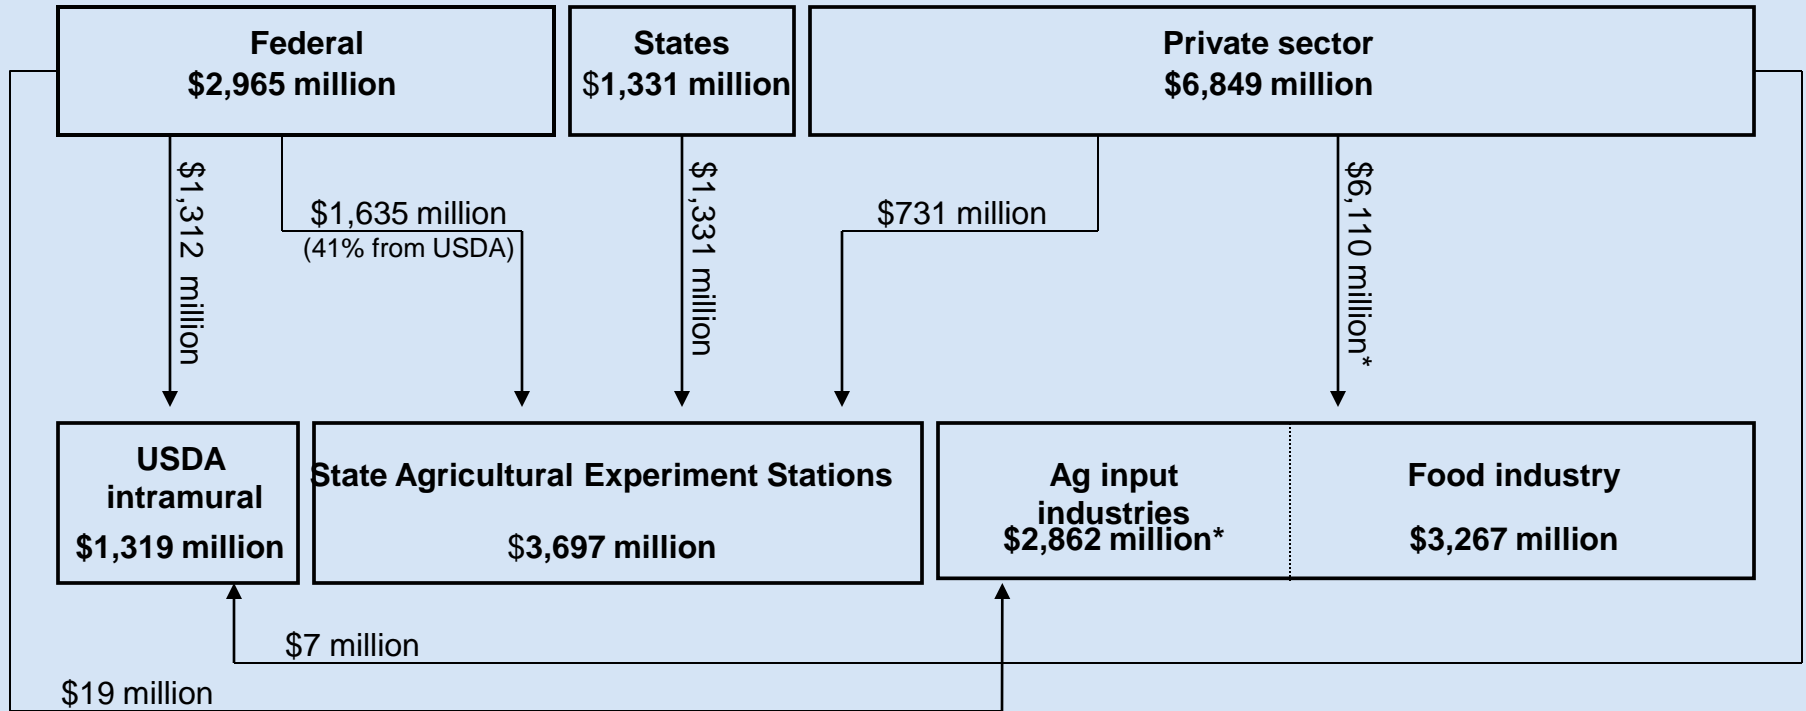 Federal
$2,965 million
States
$1,331 million
Private sector
$6,849 million
$1,312 million
$1,635 million
(41% from USDA)
$1,331 million
$731 million
$6,110 million*
USDA
intramural
$1,319 million
State Agricultural Experiment Stations
$3,697 million
Ag input
industries
$2,862 million*
Food industry
$3,267 million
$7 million
$19 million